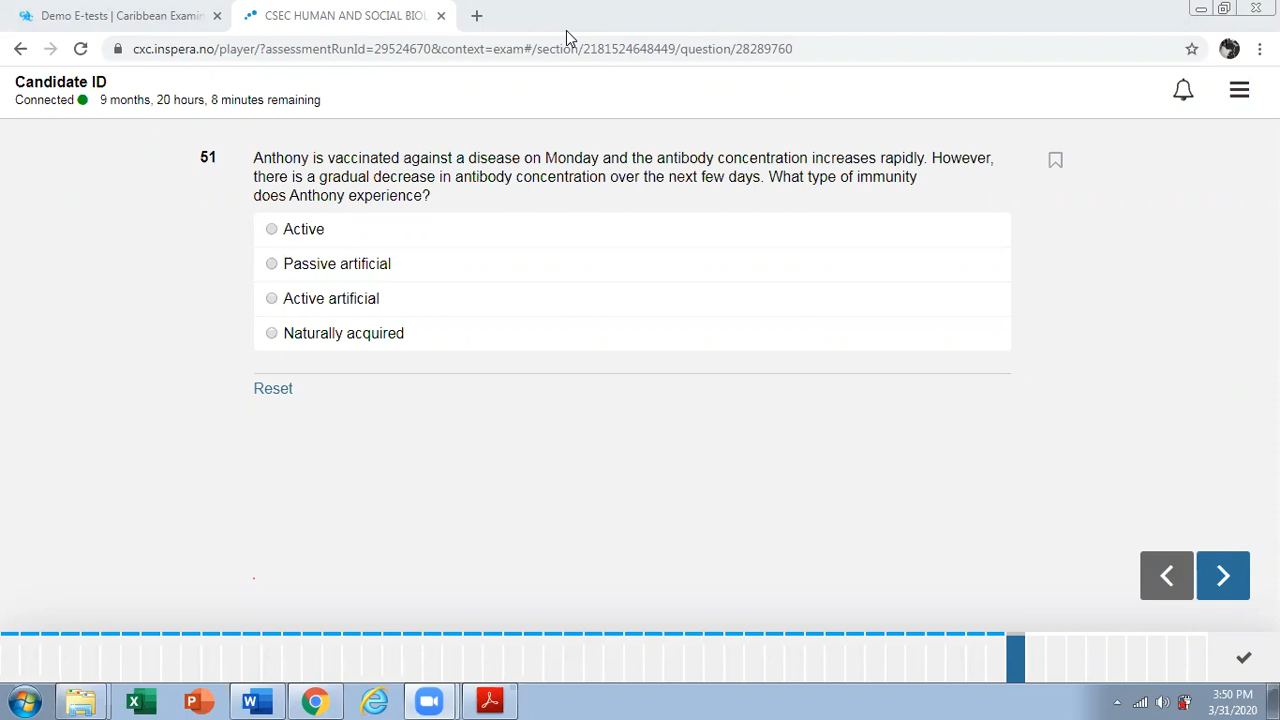 Demo E-tests | Caribbean Examin
CSEC HUMAN AND SOCIAL BIOL
cxc.inspera.no/player/?assessmentRunId=29524670&context=exam#/section/2181524648449/question/28289760
Candidate ID
Connected 9 months, 20 hours, 8 minutes remaining
51
Anthony is vaccinated against a disease on Monday and the antibody concentration increases rapidly. However,
there is a gradual decrease in antibody concentration over the next few days. What type of immunity
does Anthony experience?
Active
Passive artificial
Active artificial
Naturally acquired
Reset
3:50 PM
3/31/2020